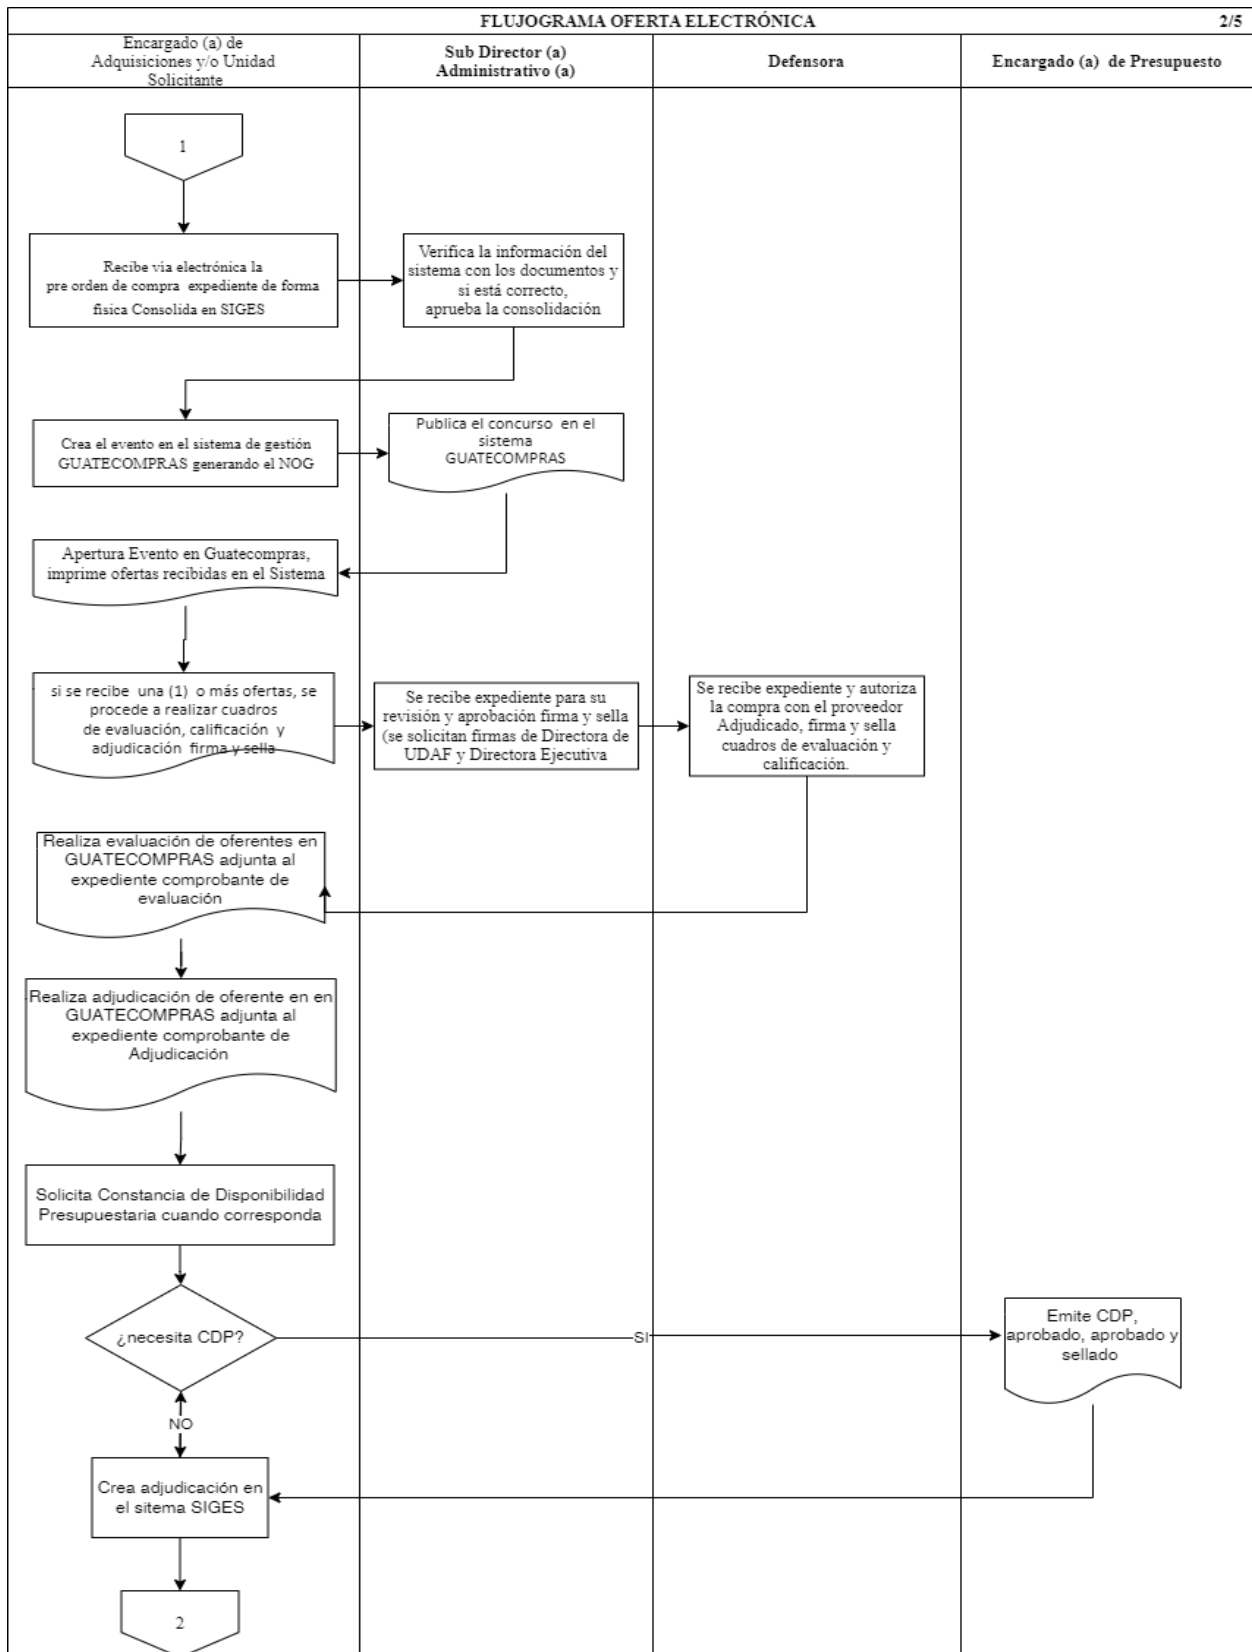 FLUJOGRAMA OFERTA ELECTRÓNICA
2/5
Encargado (a) de
Adquisiciones y/o Unidad
Solicitante
Sub Director (a)
Administrativo (a)
Defensora
Encargado (a) de Presupuesto
1
Recibe vía electrónica la
pre orden de compra expediente de forma
física Consolida en SIGES
Verifica la información del
sistema con los documentos y
si está correcto,
aprueba la consolidación
Crea el evento en el sistema de gestión
GUATECOMPRAS generando el NOG
Publica el concurso en el
sistema
GUATECOMPRAS
Apertura Evento en Guatecompras,
imprime ofertas recibidas en el Sistema
si se recibe una (1) o más ofertas, se
procede a realizar cuadros
de evaluación, calificación y
adjudicación firma y sella
Se recibe expediente para su
revisión y aprobación firma y sella
(se solicitan firmas de Directora de
UDAF y Directora Ejecutiva
Se recibe expediente y autoriza
la compra con el proveedor
Adjudicado, firma y sella
cuadros de evaluación y
calificación.
Realiza evaluación de oferentes en
GUATECOMPRAS adjunta al
expediente comprobante de
evaluación
Realiza adjudicación de oferente en en
GUATECOMPRAS adjunta al
expediente comprobante de
Adjudicación
Solicita Constancia de Disponibilidad
Presupuestaria cuando corresponda
¿necesita CDP?
SI
Emite CDP,
aprobado, aprobado y
sellado
NO
Crea adjudicación en
el sitema SIGES
2